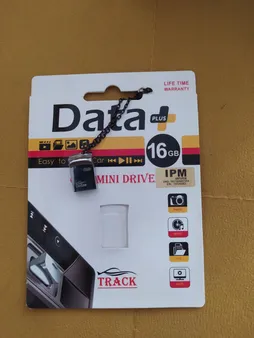 LIFE TIME
WARRANTY
Data
PLUS
16GB
Easy to
MINI DRIVE
IPM
TRACK